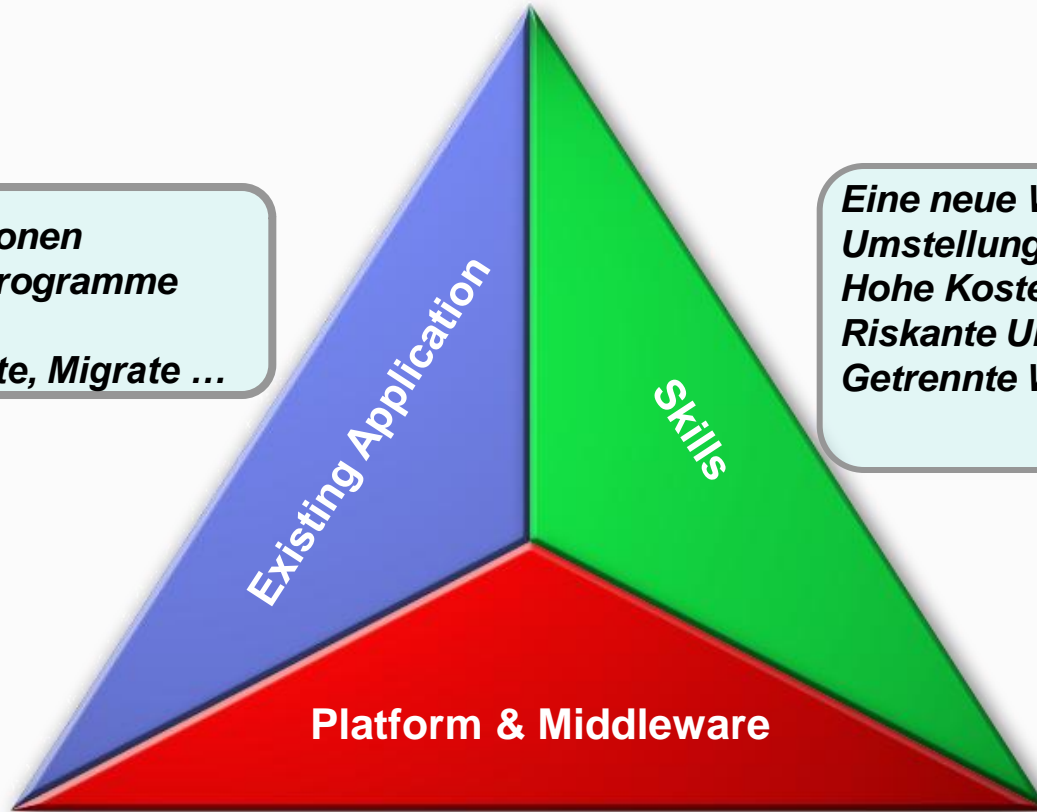 onen
rogramme
te, Migrate …
Eine neue
Umstellung
Hohe Koste
Riskante
Getrennte
Existing Application
Skills
Platform & Middleware